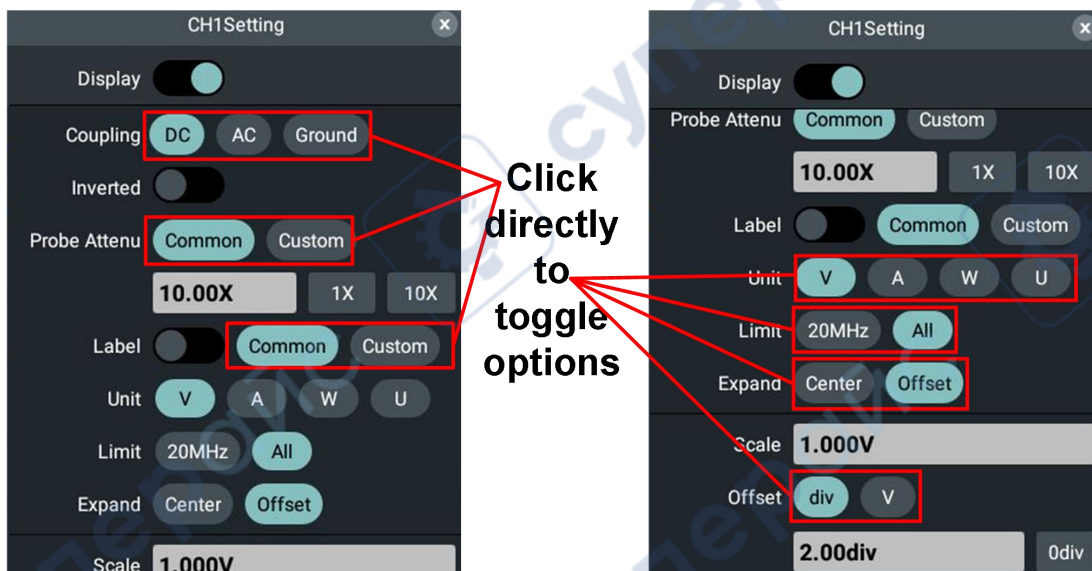 CH1Setting
x
Display
Coupling DC AC Ground
Inverted
Probe Attenu Common Custom
10.00X 1X 10X
Label Common Custom
Unit V A W U
Limit 20MHz All
Expand Center Offset
Scale 1.000V
Click
directly
to
toggle
options
CH1Setting
x
Display
Probe Attenu Common Custom
10.00X 1X 10X
Label Common Custom
Unit V A W U
Limit 20MHz All
Expand Center Offset
Scale 1.000V
Offset div V
2.00div 0div